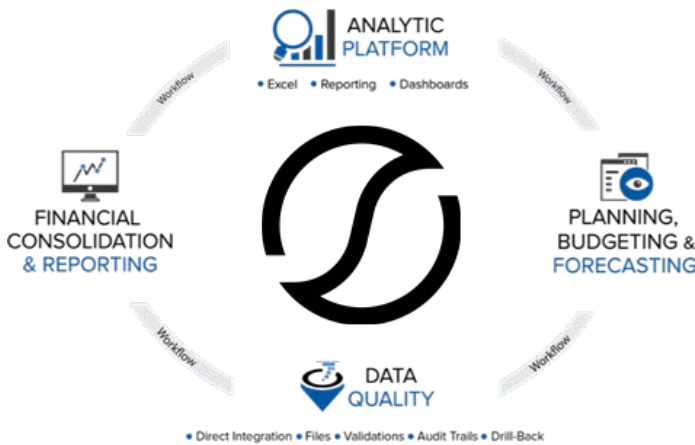 ANALYTIC
PLATFORM
• Excel • Reporting • Dashboards
Workflow
Workflow
FINANCIAL
CONSOLIDATION
& REPORTING
PLANNING,
BUDGETING &
FORECASTING
Workflow
Workflow
DATA
QUALITY
• Direct Integration • Files • Validations • Audit Trails • Drill-Back